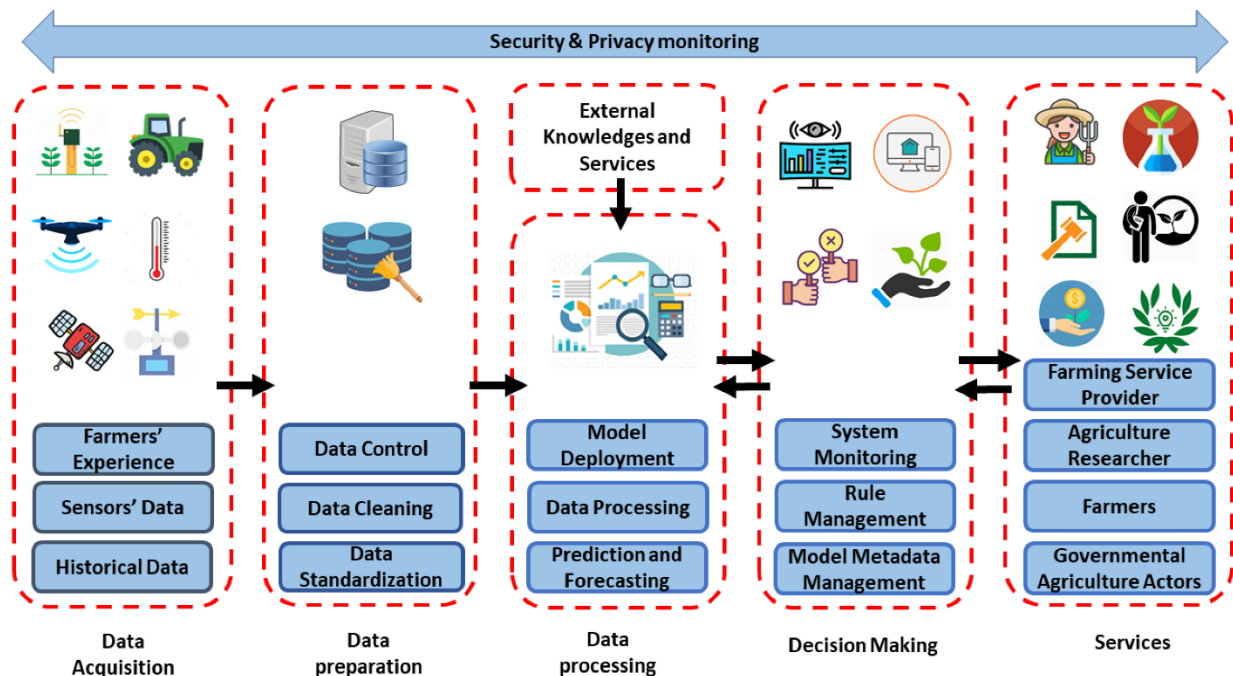 Security & Privacy monitoring
External
Knowledges and
Services
Farmers'
Experience
Sensors' Data
Historical Data
Data
Acquisition
Data Control
Data Cleaning
Data
Standardization
Data
preparation
Model
Deployment
Data Processing
Prediction and
Forecasting
Data
processing
System
Monitoring
Rule
Management
Model Metadada
Management
Decision Making
Farming Service
Provider
Agriculture
Researcher
Farmers
Governmental
Agriculture Actors
Services